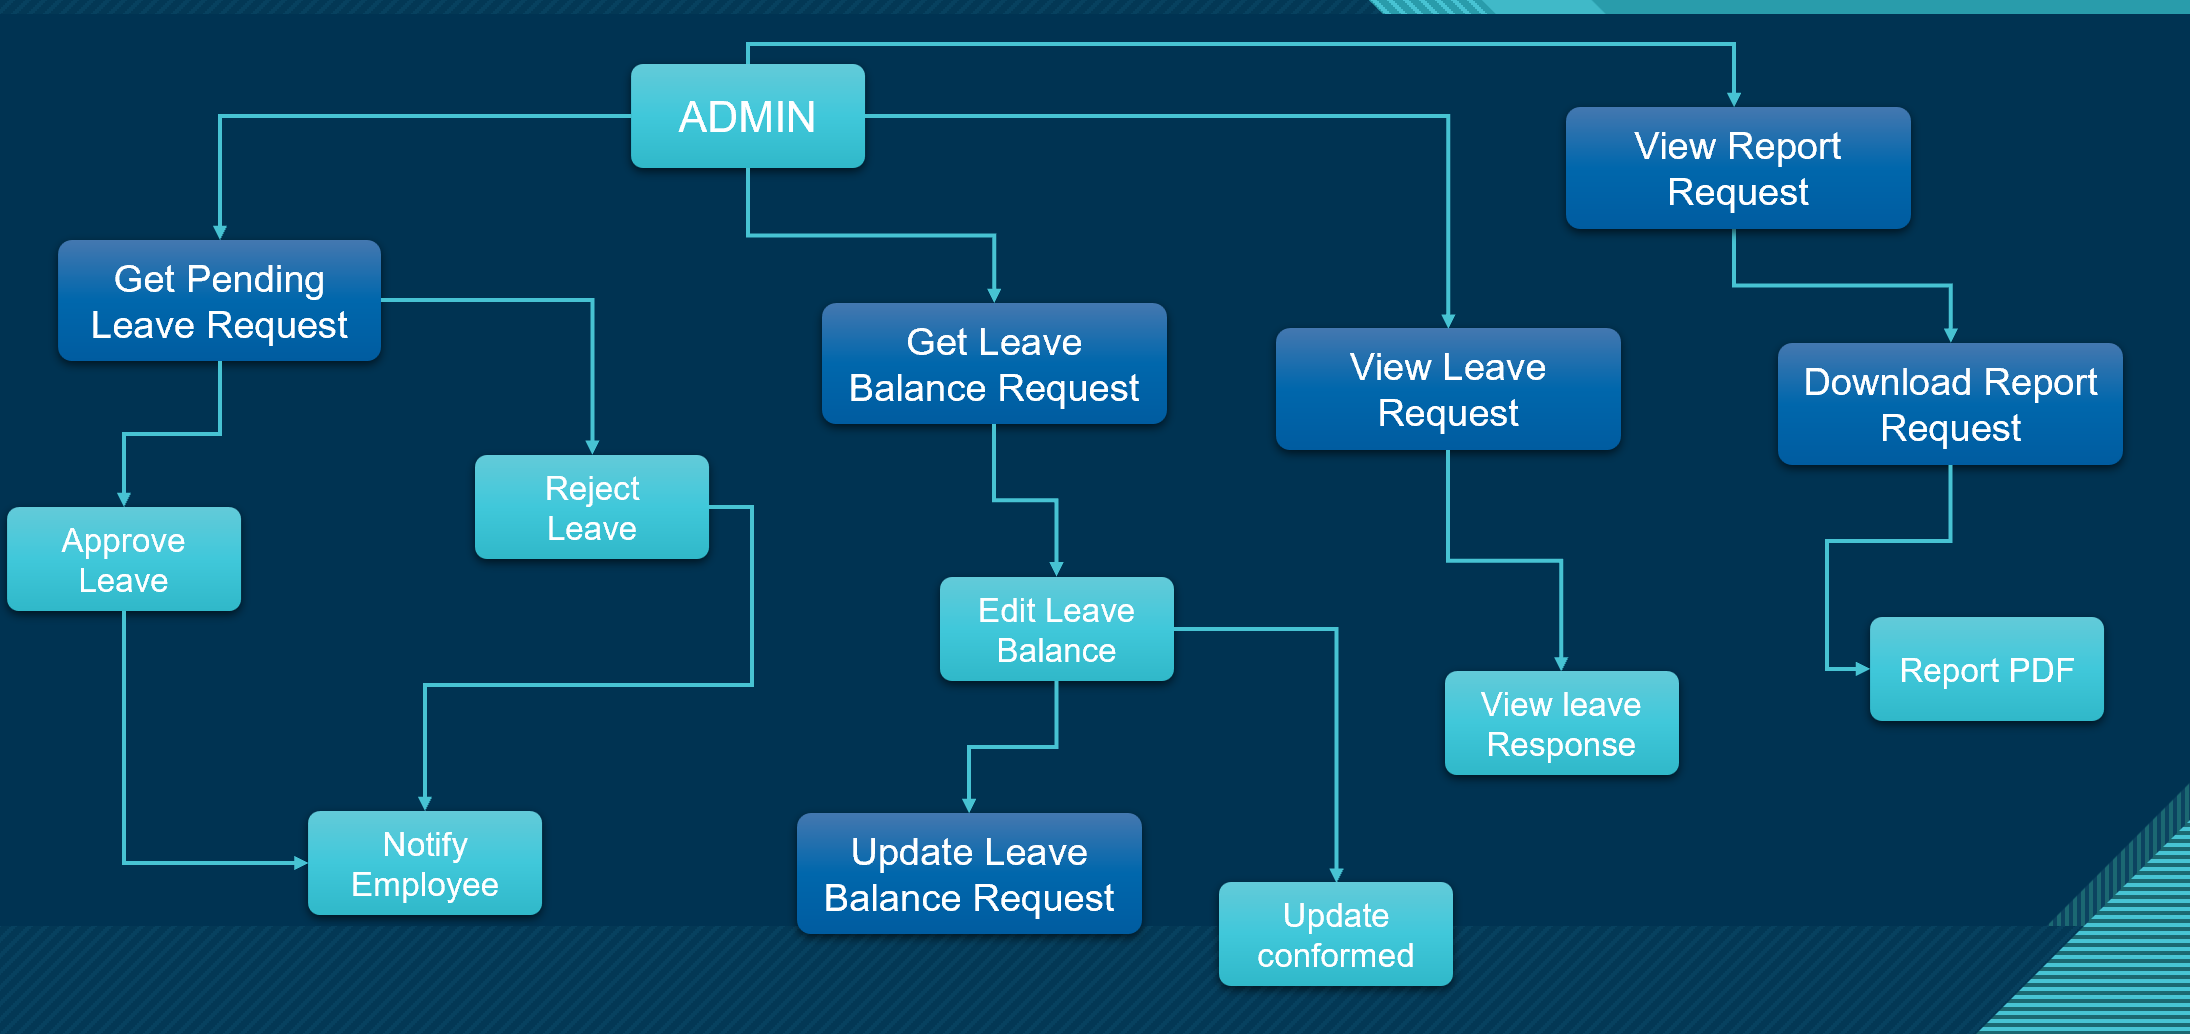 ADMIN
View Report
Request
Get Pending
Leave Request
Get Leave
Balance Request
View Leave
Request
Download Report
Request
Reject
Leave
Approve
Leave
Edit Leave
Balance
Report PDF
View leave
Response
Notify
Employee
Update Leave
Balance Request
Update
conformed